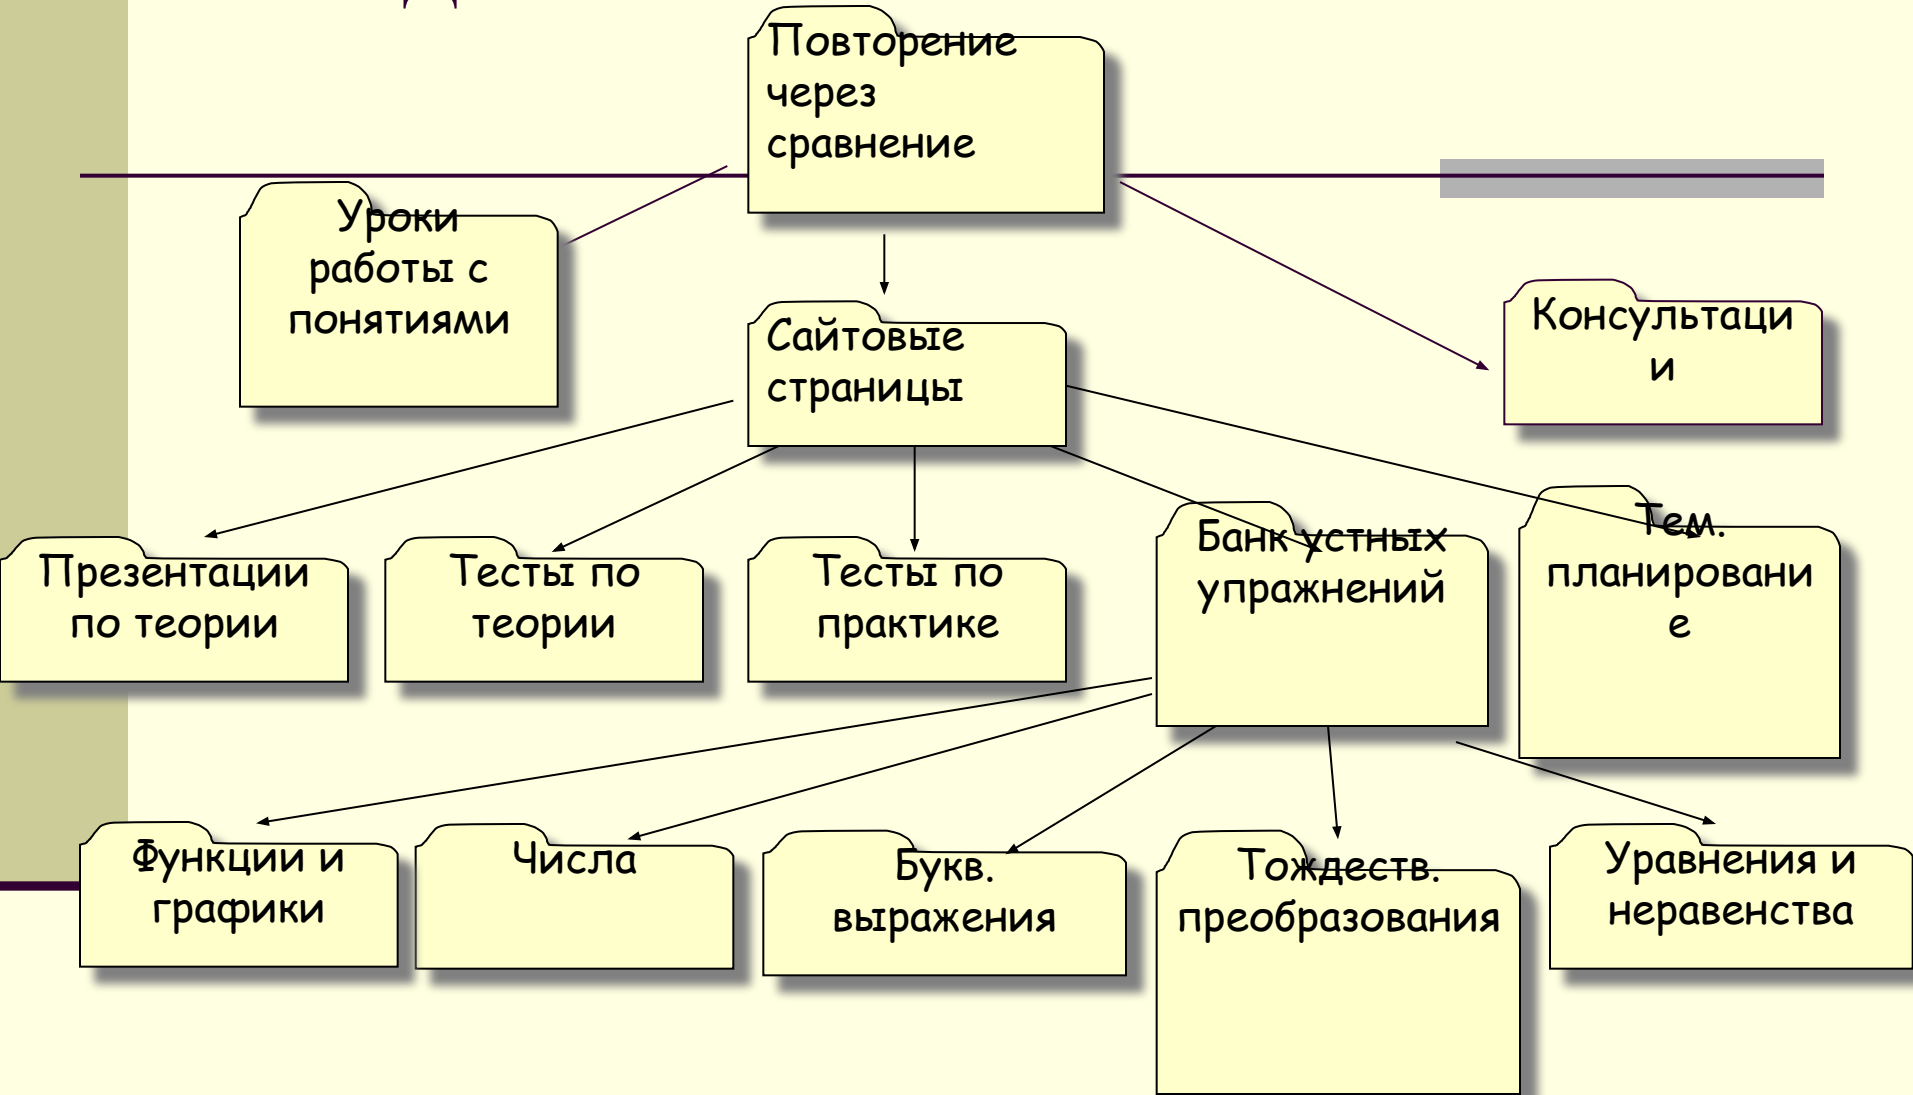 Повторение
через
сравнение
Уроки
работы с
понятиями
Сайтовые
страницы
Консультаци
и
Презентации
по теории
Тесты по
теории
Тесты по
практике
Банк устных
упражнений
Тем.
планировани
е
Функции и
графики
Числа
Букв.
выражения
Тождеств.
преобразования
Уравнения и
неравенства